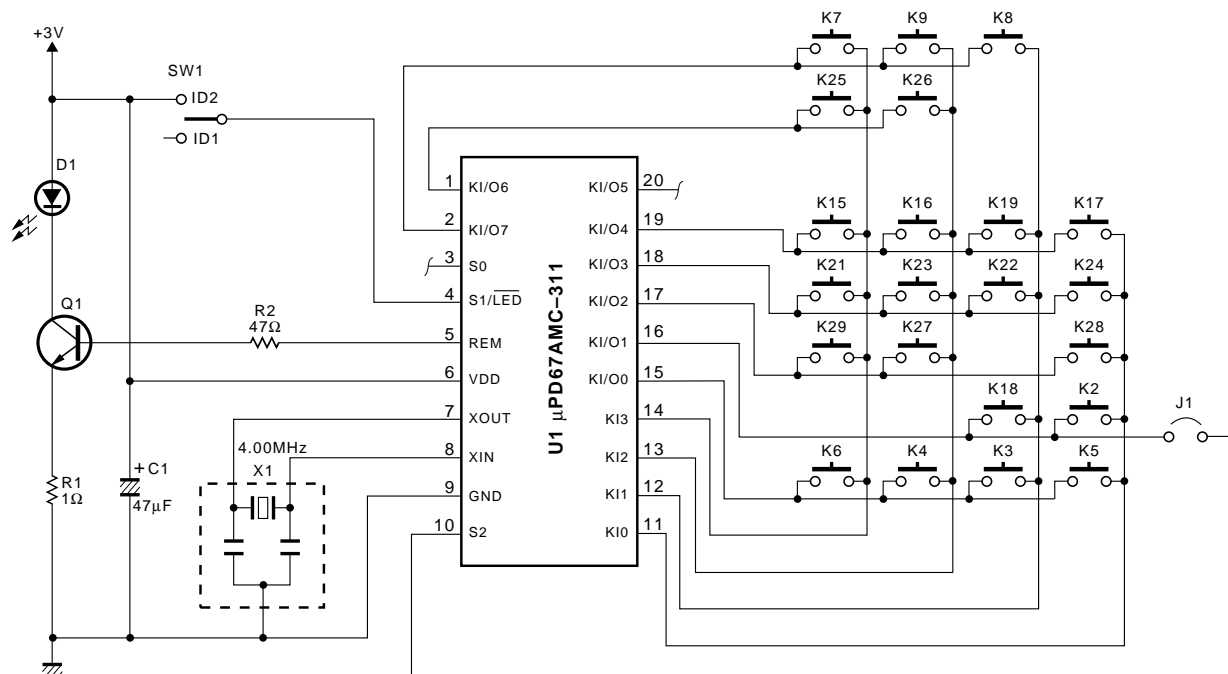 +3V
SW1
ID2
ID1
D1
Q1
R2
47Ω
R1
1Ω
+ C1
47μF
4.00MHz
X1
U1 μPD67AMC–311
1 KI/O6
2 KI/O7
3 S0
4 S1/LED
5 REM
6 VDD
7 XOUT
8 XIN
9 GND
10 S2
KI/O5 20
KI/O4 19
KI/O3 18
KI/O2 17
KI/O1 16
KI/O0 15
KI3 14
KI2 13
KI1 12
KI0 11
K7 K9 K8
K25 K26
K15 K16 K19 K17
K21 K23 K22 K24
K29 K27 K28
K18 K2 J1
K6 K4 K3 K5